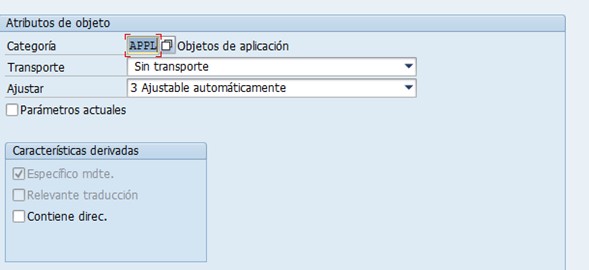 Atributos de objeto
Categoría APPL Objetos de aplicación
Transporte Sin transporte
Ajustar 3 Ajustable automáticamente
Parámetros actuales
Características derivadas
Específico mdte.
Relevante traducción
Contiene direc.